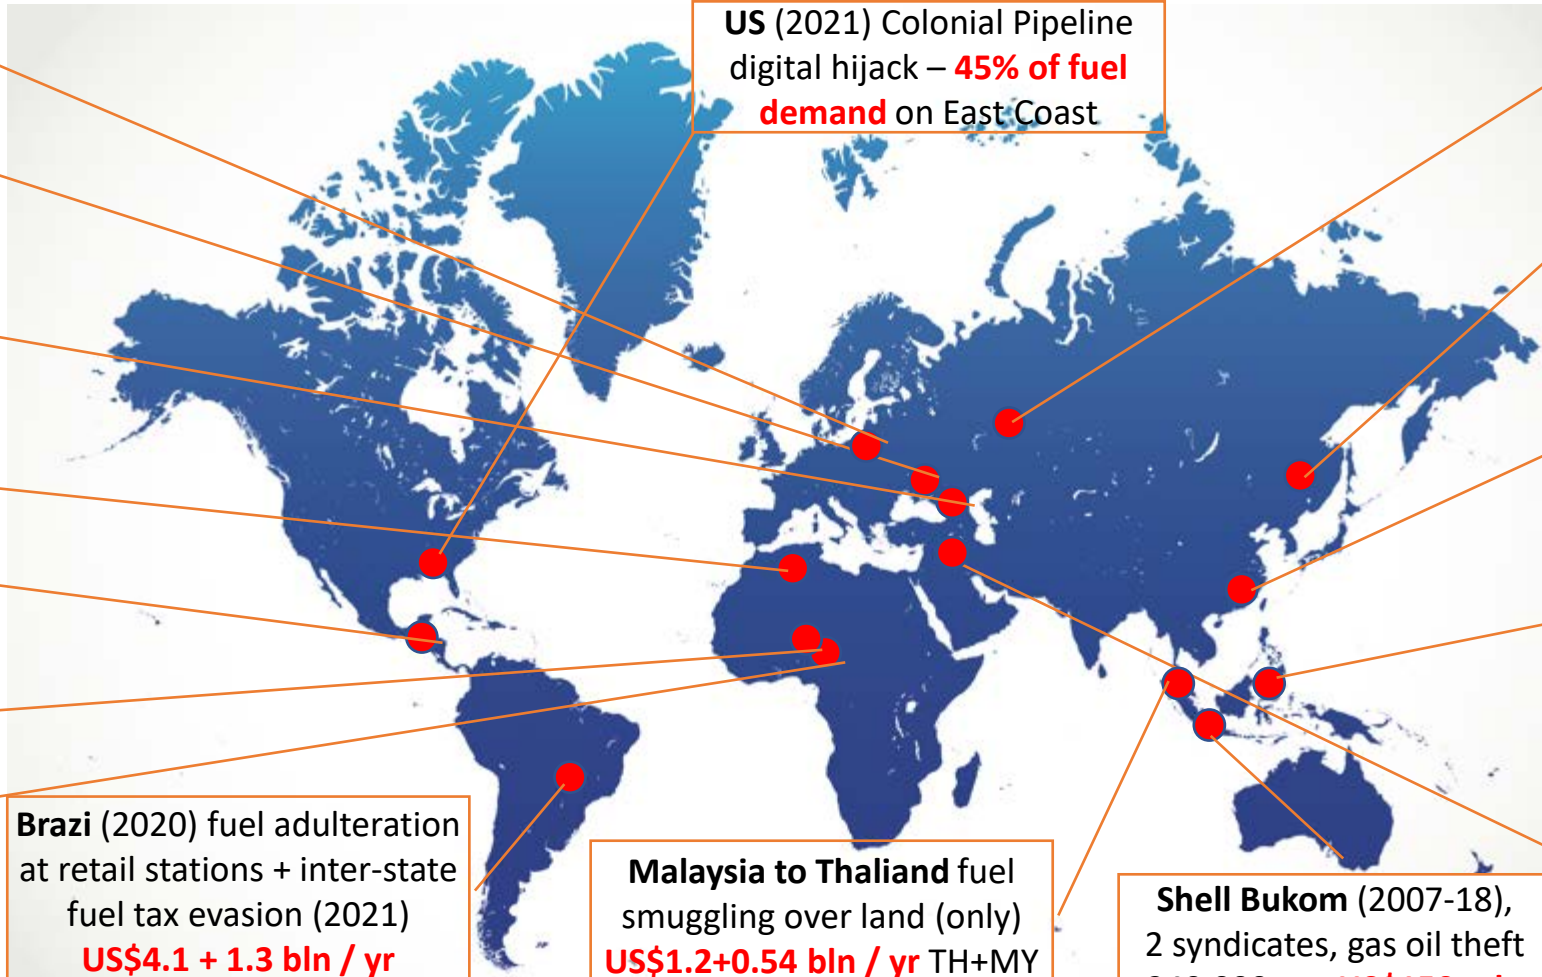 US (2021) Colonial Pipeline
digital hijack – 45% of fuel
demand on East Coast
Brazi (2020) fuel adulteration
at retail stations + inter-state
fuel tax evasion (2021)
US$4.1 + 1.3 bln / yr
Malaysia to Thaliand fuel
smuggling over land (only)
US$1.2+0.54 bln / yr TH+MY
Shell Bukom (2007-18),
2 syndicates, gas oil theft